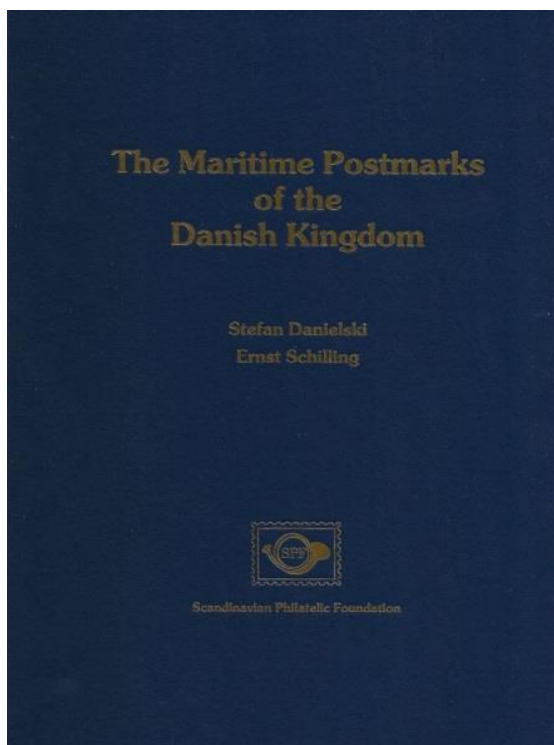 The Maritime Postmarks
of the
Danish Kingdom
Stefan Danielski
Ernst Schilling
SPF
Scandinavian Philatelic Foundation